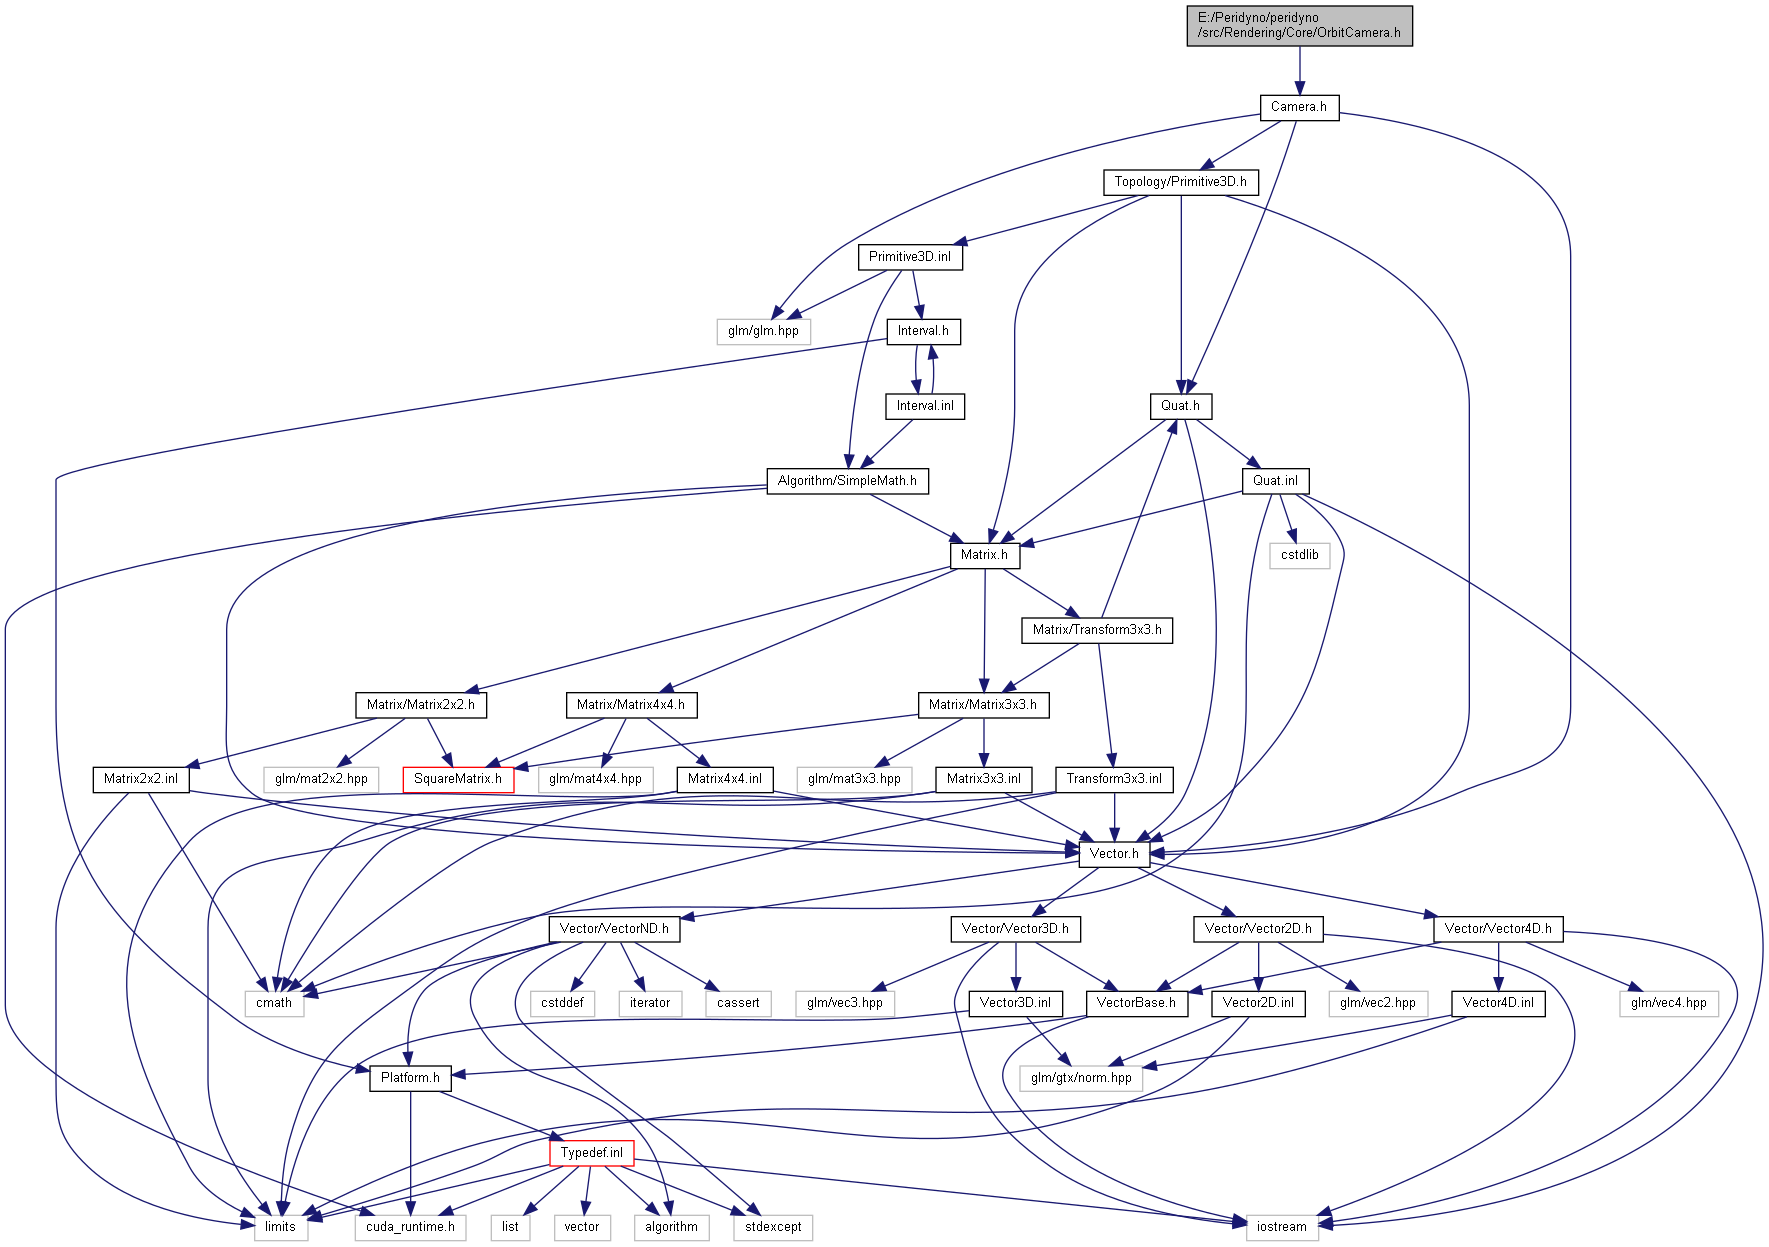 E:/Peridyno/peridyno
/src/Rendering/Core/OrbitCamera.h
Camera.h
Topology/Primitive3D.h
Primitive3D.inl
glm/glm.hpp
Interval.h
Interval.inl
Quat.h
Algorithm/SimpleMath.h
Quat.inl
Matrix.h
cstdlib
Matrix/Transform3x3.h
Matrix/Matrix2x2.h
Matrix/Matrix4x4.h
Matrix/Matrix3x3.h
Matrix2x2.inl
glm/mat2x2.hpp
SquareMatrix.h
glm/mat4x4.hpp
Matrix4x4.inl
glm/mat3x3.hpp
Matrix3x3.inl
Transform3x3.inl
Vector.h
Vector/VectorND.h
Vector/Vector3D.h
Vector/Vector2D.h
Vector/Vector4D.h
cmath
cstddef
iterator
cassert
glm/vec3.hpp
Vector3D.inl
VectorBase.h
Vector2D.inl
glm/vec2.hpp
Vector4D.inl
glm/vec4.hpp
Platform.h
glm/gtx/norm.hpp
Typedef.inl
limits
cuda_runtime.h
list
vector
algorithm
stdexcept
iostream